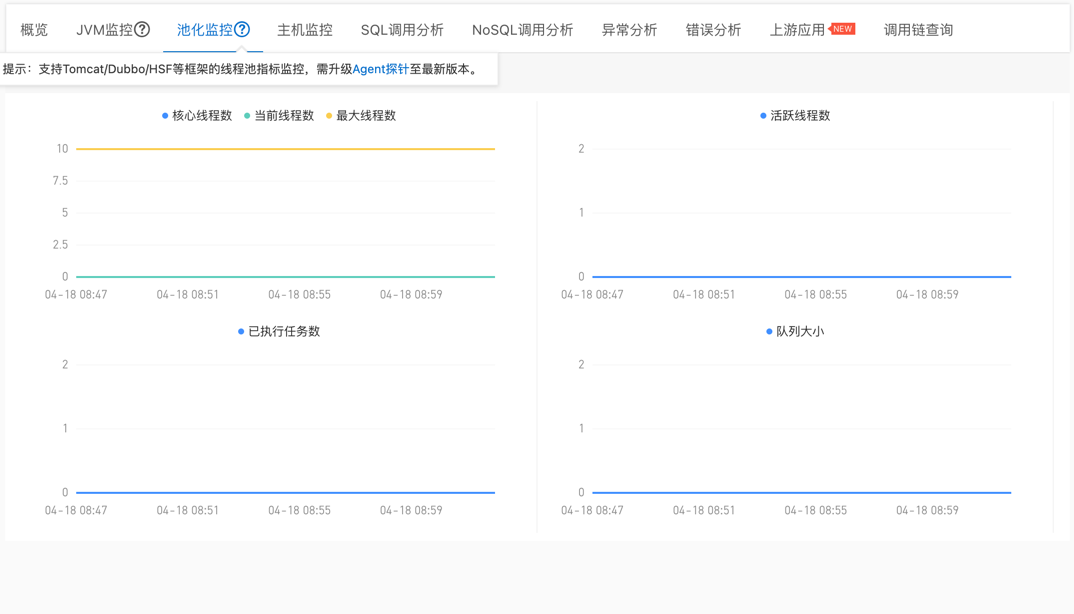 概览 JVM监控? 池化监控? 主机监控 SQL调用分析 NoSQL调用分析 异常分析 错误分析 上游应用 NEW 调用链查询
提示：支持Tomcat/Dubbo/HSF等框架的线程池指标监控，需升级Agent探针至最新版本。
核心线程数 当前线程数 最大线程数
10
7.5
5
2.5
0
04-18 08:47 04-18 08:51 04-18 08:55 04-18 08:59
活跃线程数
2
1
0
04-18 08:47 04-18 08:51 04-18 08:55 04-18 08:59
已执行任务数
2
1
0
04-18 08:47 04-18 08:51 04-18 08:55 04-18 08:59
队列大小
2
1
0
04-18 08:47 04-18 08:51 04-18 08:55 04-18 08:59